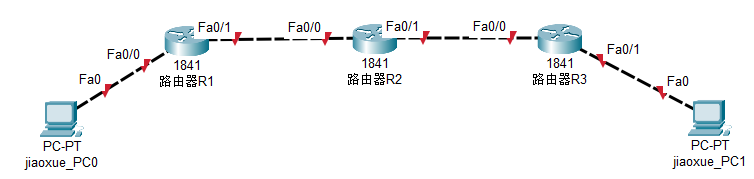 Fa0/1
Fa0/0
Fa0/1
Fa0/0
Fa0/0
1841
路由器R1
1841
路由器R2
1841
路由器R3
Fa0/1
Fa0
Fa0
PC-PT
jiaoxue_PC0
PC-PT
jiaoxue_PC1